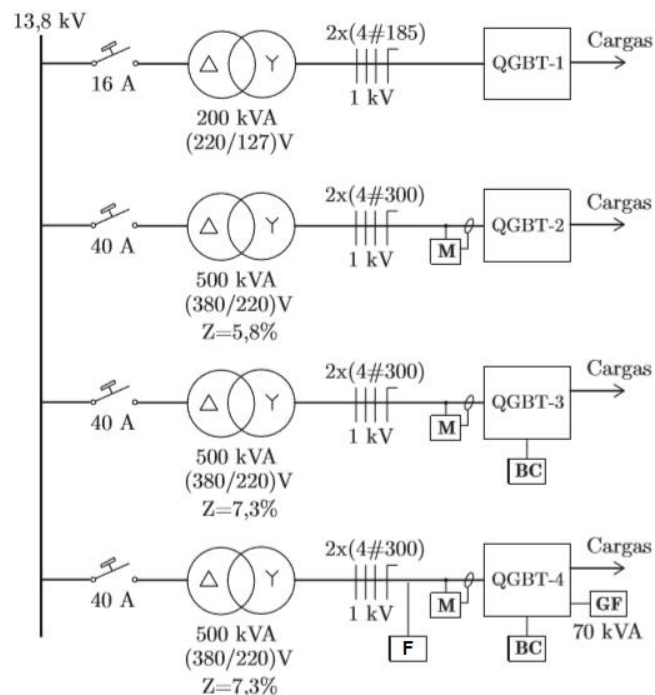 13,8 kV
16 A
200 kVA
(220/127)V
2x(4#185)
1 kV
QGBT-1
Cargas
40 A
500 kVA
(380/220)V
Z=5,8%
2x(4#300)
1 kV
M
QGBT-2
Cargas
40 A
500 kVA
(380/220)V
Z=7,3%
2x(4#300)
1 kV
M
QGBT-3
Cargas
BC
40 A
500 kVA
(380/220)V
Z=7,3%
2x(4#300)
1 kV
F
M
QGBT-4
Cargas
GF
70 kVA
BC